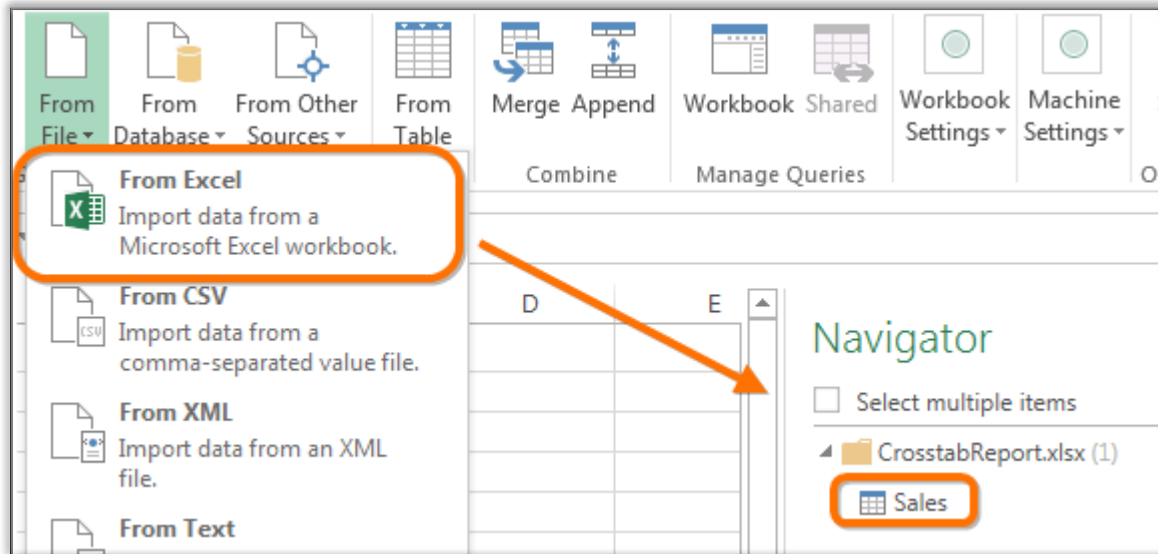 From File
From Database
From Other Sources
From Table
Merge
Append
Workbook
Shared
Workbook Settings
Machine Settings
Combine
Manage Queries
From Excel
Import data from a
Microsoft Excel workbook.
From CSV
CSV
Import data from a
comma-separated value file.
From XML
Import data from an XML
file.
From Text
D E
Navigator
Select multiple items
CrosstabReport.xlsx (1)
Sales